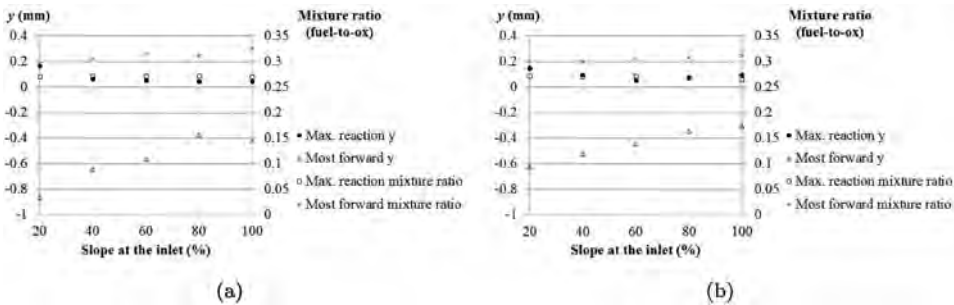 y (mm)
Mixture ratio
(fuel-to-ox)
0.4
0.2
0
-0.2
-0.4
-0.6
-0.8
-1
0.35
0.3
0.25
0.2
0.15
0.1
0.05
0
20 40 60 80 100
Slope at the inlet (%)
Max. reaction y
Most forward y
Max. reaction mixture ratio
Most forward mixture ratio
(a)
y (mm)
Mixture ratio
(fuel-to-ox)
0.4
0.2
0
-0.2
-0.4
-0.6
-0.8
-1
0.35
0.3
0.25
0.2
0.15
0.1
0.05
0
20 40 60 80 100
Slope at the inlet (%)
Max. reaction y
Most forward y
Max. reaction mixture ratio
Most forward mixture ratio
(b)